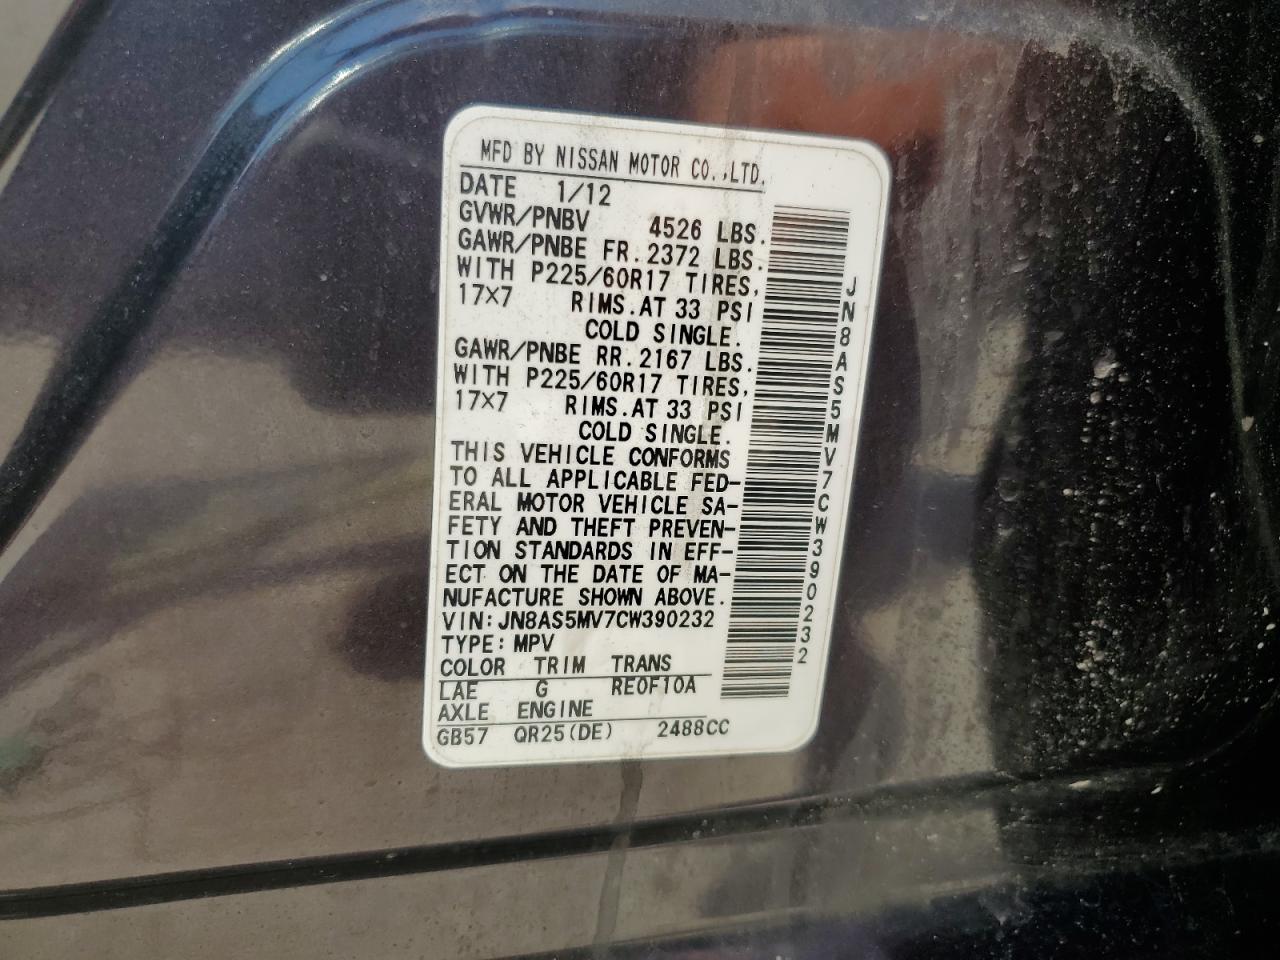 MFD BY NISSAN MOTOR CO.,LTD.
DATE 1/12
GVWR/PNBV 4526 LBS.
GAWR/PNBE FR. 2372 LBS.
WITH P225/60R17 TIRES,
17X7 RIMS.AT 33 PSI
COLD SINGLE.
GAWR/PNBE RR. 2167 LBS.
WITH P225/60R17 TIRES,
17X7 RIMS.AT 33 PSI
COLD SINGLE.
THIS VEHICLE CONFORMS
TO ALL APPLICABLE FED-
ERAL MOTOR VEHICLE SA-
FETY AND THEFT PREVEN-
TION STANDARDS IN EFF-
ECT ON THE DATE OF MA-
NUFACTURE SHOWN ABOVE.
VIN:JN8AS5MV7CW390232
TYPE:MPV
COLOR TRIM TRANS
LAE G RE0F10A
AXLE ENGINE
GB57 QR25(DE) 2488CC
JN8AS5MV7CW390232